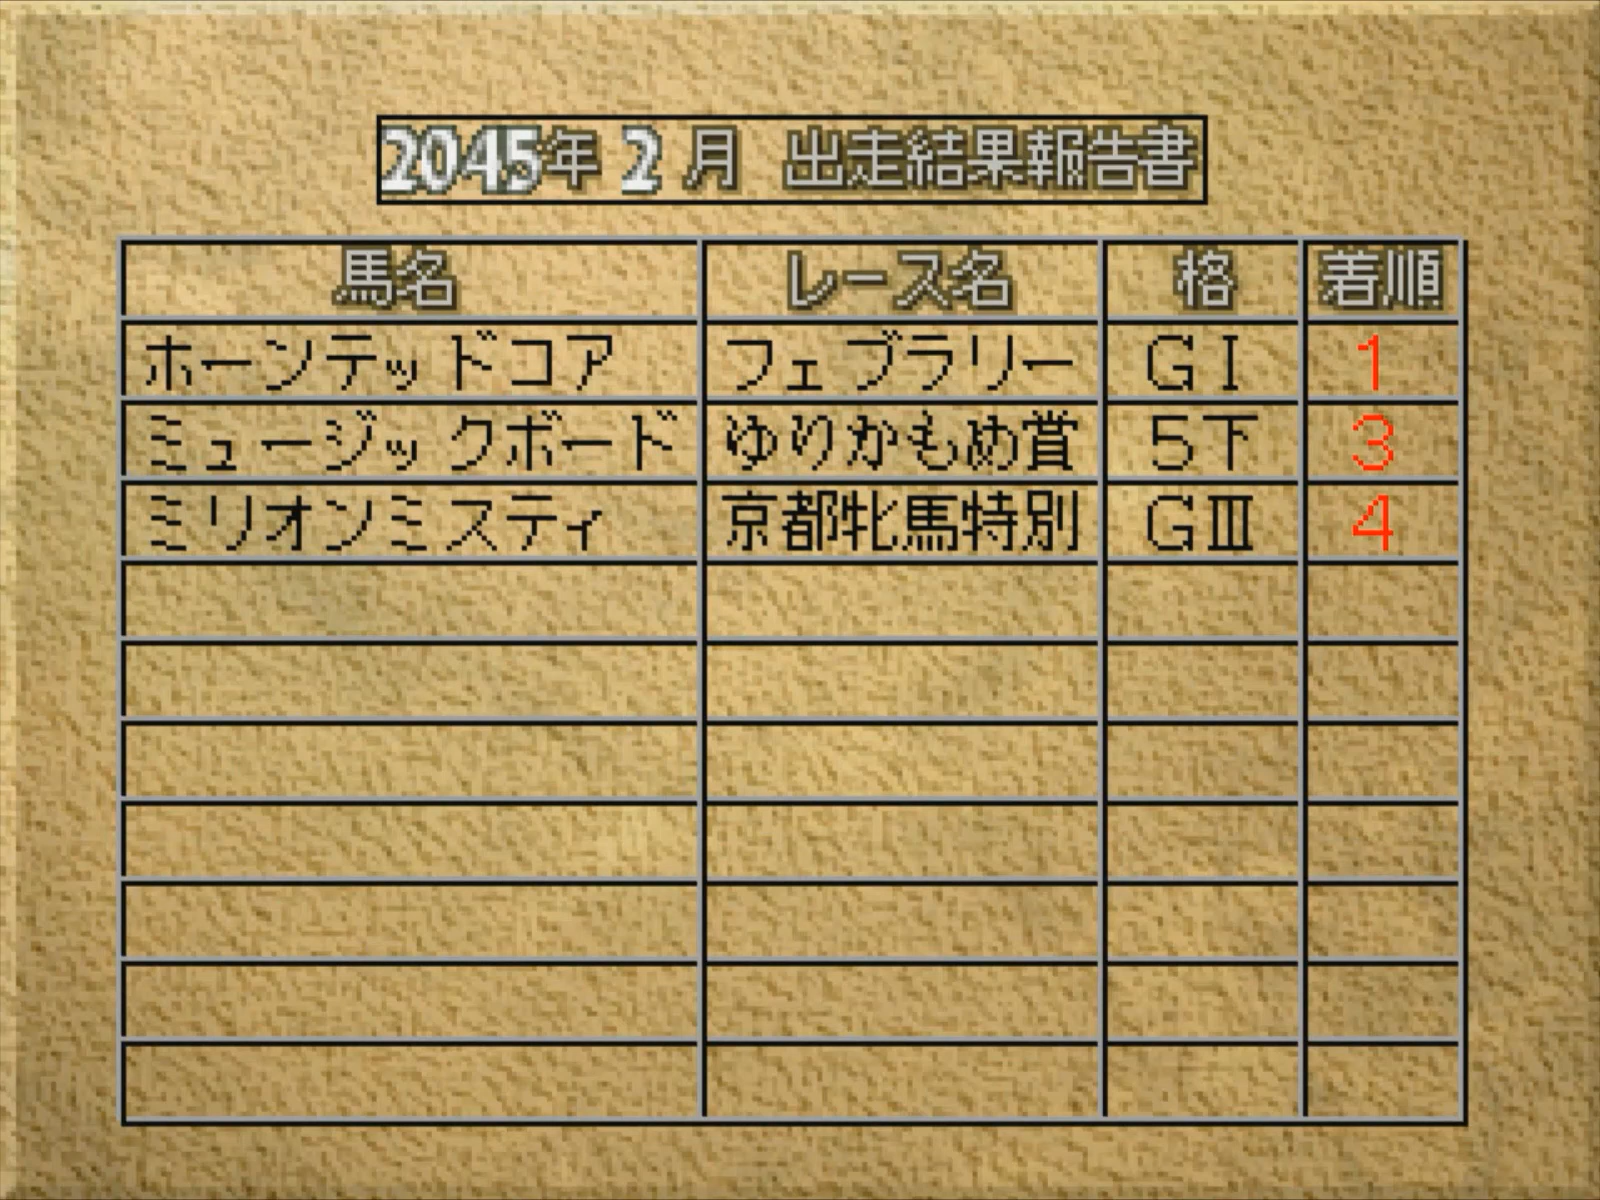 2045年 2 月 出走結果報告書
馬名 レース名 格 着順
ホーンテッドコア フェブラリー GⅠ 1
ミュージックボード ゆりかもめ賞 5下 3
ミリオンミスティ 京都牝馬特別 GⅢ 4